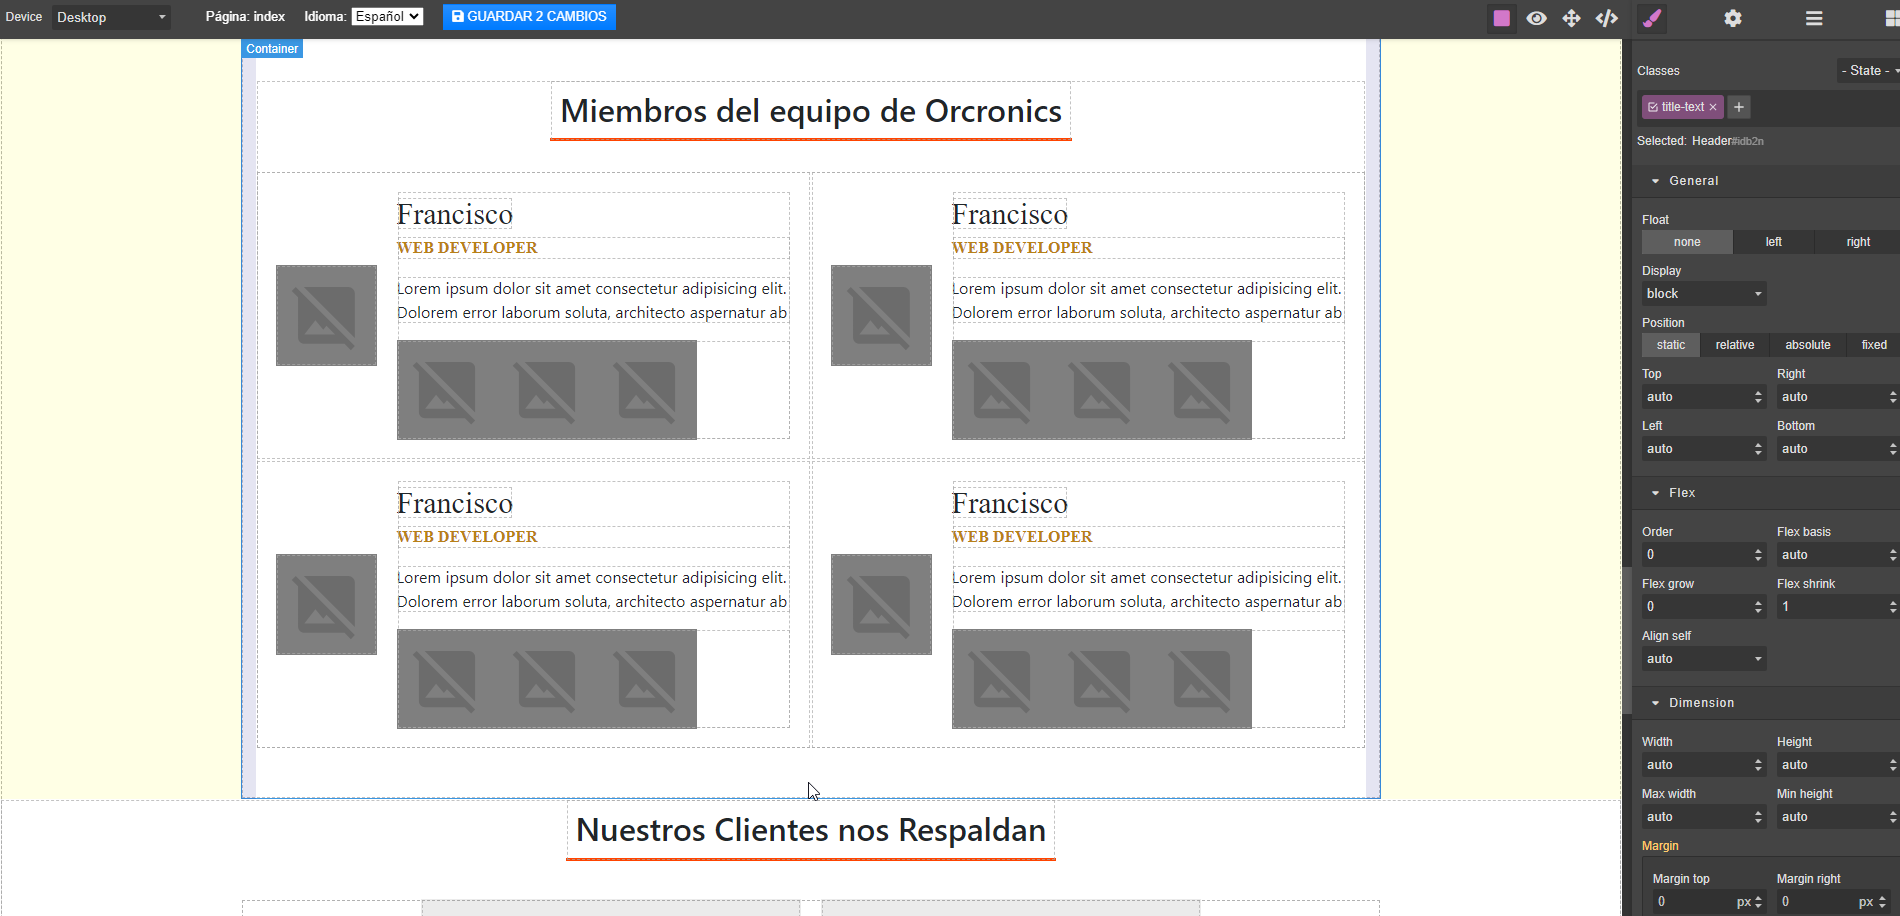 Device
Desktop
Página: index
Idioma:
Español
GUARDAR 2 CAMBIOS
Container
Miembros del equipo de Orcronics
Francisco
WEB DEVELOPER
Lorem ipsum dolor sit amet consectetur adipisicing elit.
Dolorem error laborum soluta, architecto aspernatur ab
Francisco
WEB DEVELOPER
Lorem ipsum dolor sit amet consectetur adipisicing elit.
Dolorem error laborum soluta, architecto aspernatur ab
Francisco
WEB DEVELOPER
Lorem ipsum dolor sit amet consectetur adipisicing elit.
Dolorem error laborum soluta, architecto aspernatur ab
Francisco
WEB DEVELOPER
Lorem ipsum dolor sit amet consectetur adipisicing elit.
Dolorem error laborum soluta, architecto aspernatur ab
Nuestros Clientes nos Respaldan
Classes
- State -
title-text ×
+
Selected: Header#idb2n
General
Float
none left right
Display
block
Position
static relative absolute fixed
Top Right
auto auto
Left Bottom
auto auto
Flex
Order Flex basis
0 auto
Flex grow Flex shrink
0 1
Align self
auto
Dimension
Width Height
auto auto
Max width Min height
auto auto
Margin
Margin top Margin right
0 px 0 px